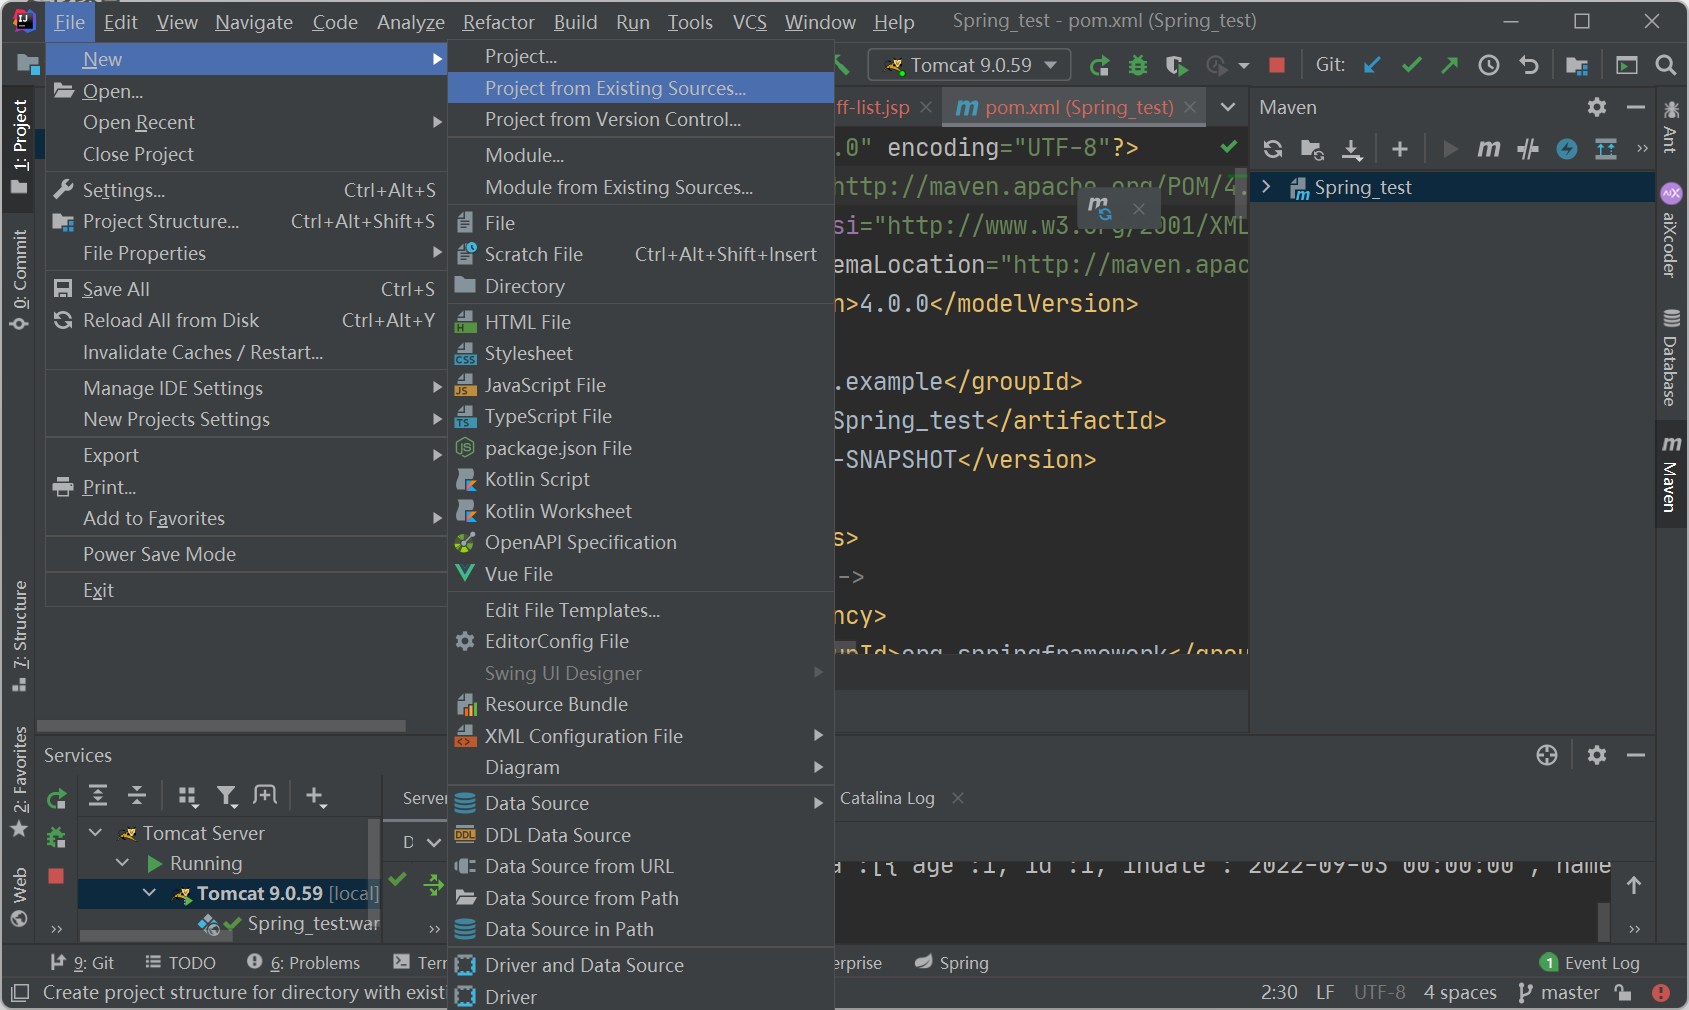 File Edit View Navigate Code Analyze Refactor Build Run Tools VCS Window Help Spring_test - pom.xml (Spring_test)
Tomcat 9.0.59 Git:
New
Open...
Open Recent
Close Project
Settings... Ctrl+Alt+S
Project Structure... Ctrl+Alt+Shift+S
File Properties
Save All Ctrl+S
Reload All from Disk Ctrl+Alt+Y
Invalidate Caches / Restart...
Manage IDE Settings
New Projects Settings
Export
Print...
Add to Favorites
Power Save Mode
Exit
Project...
Project from Existing Sources...
Project from Version Control...
Module...
Module from Existing Sources...
File
Scratch File Ctrl+Alt+Shift+Insert
Directory
HTML File
Stylesheet
JavaScript File
TypeScript File
package.json File
Kotlin Script
Kotlin Worksheet
OpenAPI Specification
Vue File
Edit File Templates...
EditorConfig File
Swing UI Designer
Resource Bundle
XML Configuration File
Diagram
Data Source
DDL Data Source
Data Source from URL
Data Source from Path
Data Source in Path
Driver and Data Source
Driver
ff-list.jsp pom.xml (Spring_test)
.0" encoding="UTF-8"?>
http://maven.apache.org/POM/4.
si="http://www.w3.org/2001/XML
emaLocation="http://maven.apac
n>4.0.0</modelVersion>
.example</groupId>
Spring_test</artifactId>
-SNAPSHOT</version>
s>
->
ncy>
upId>org.springframework</grou
Maven
Spring_test
1: Project
0: Commit
7: Structure
2: Favorites
Web
Ant
aiXcoder
Database
Maven
Services
Tomcat Server
Running
Tomcat 9.0.59 [local]
Spring_test:war
Server
D
Catalina Log
a :[{ age :1, id :1, indate : 2022-09-03 00:00:00 , name
9: Git TODO 6: Problems Terr erprise Spring 1 Event Log
Create project structure for directory with existi 2:30 LF UTF-8 4 spaces master